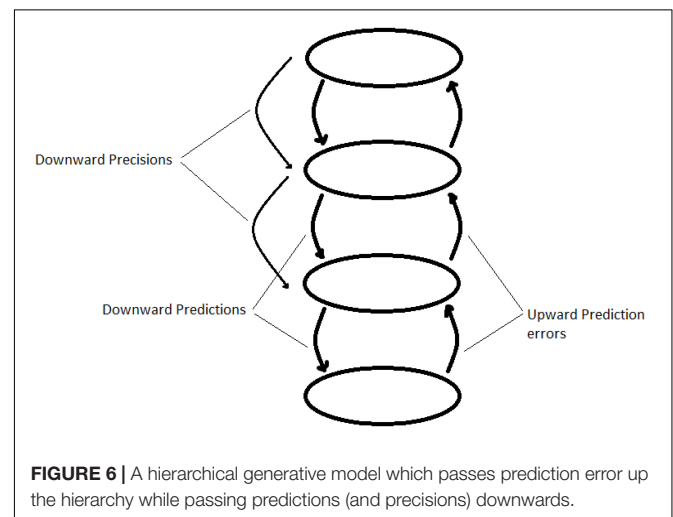 Downward Precisions
Downward Predictions
Upward Prediction
errors
FIGURE 6 | A hierarchical generative model which passes prediction error up
the hierarchy while passing predictions (and precisions) downwards.